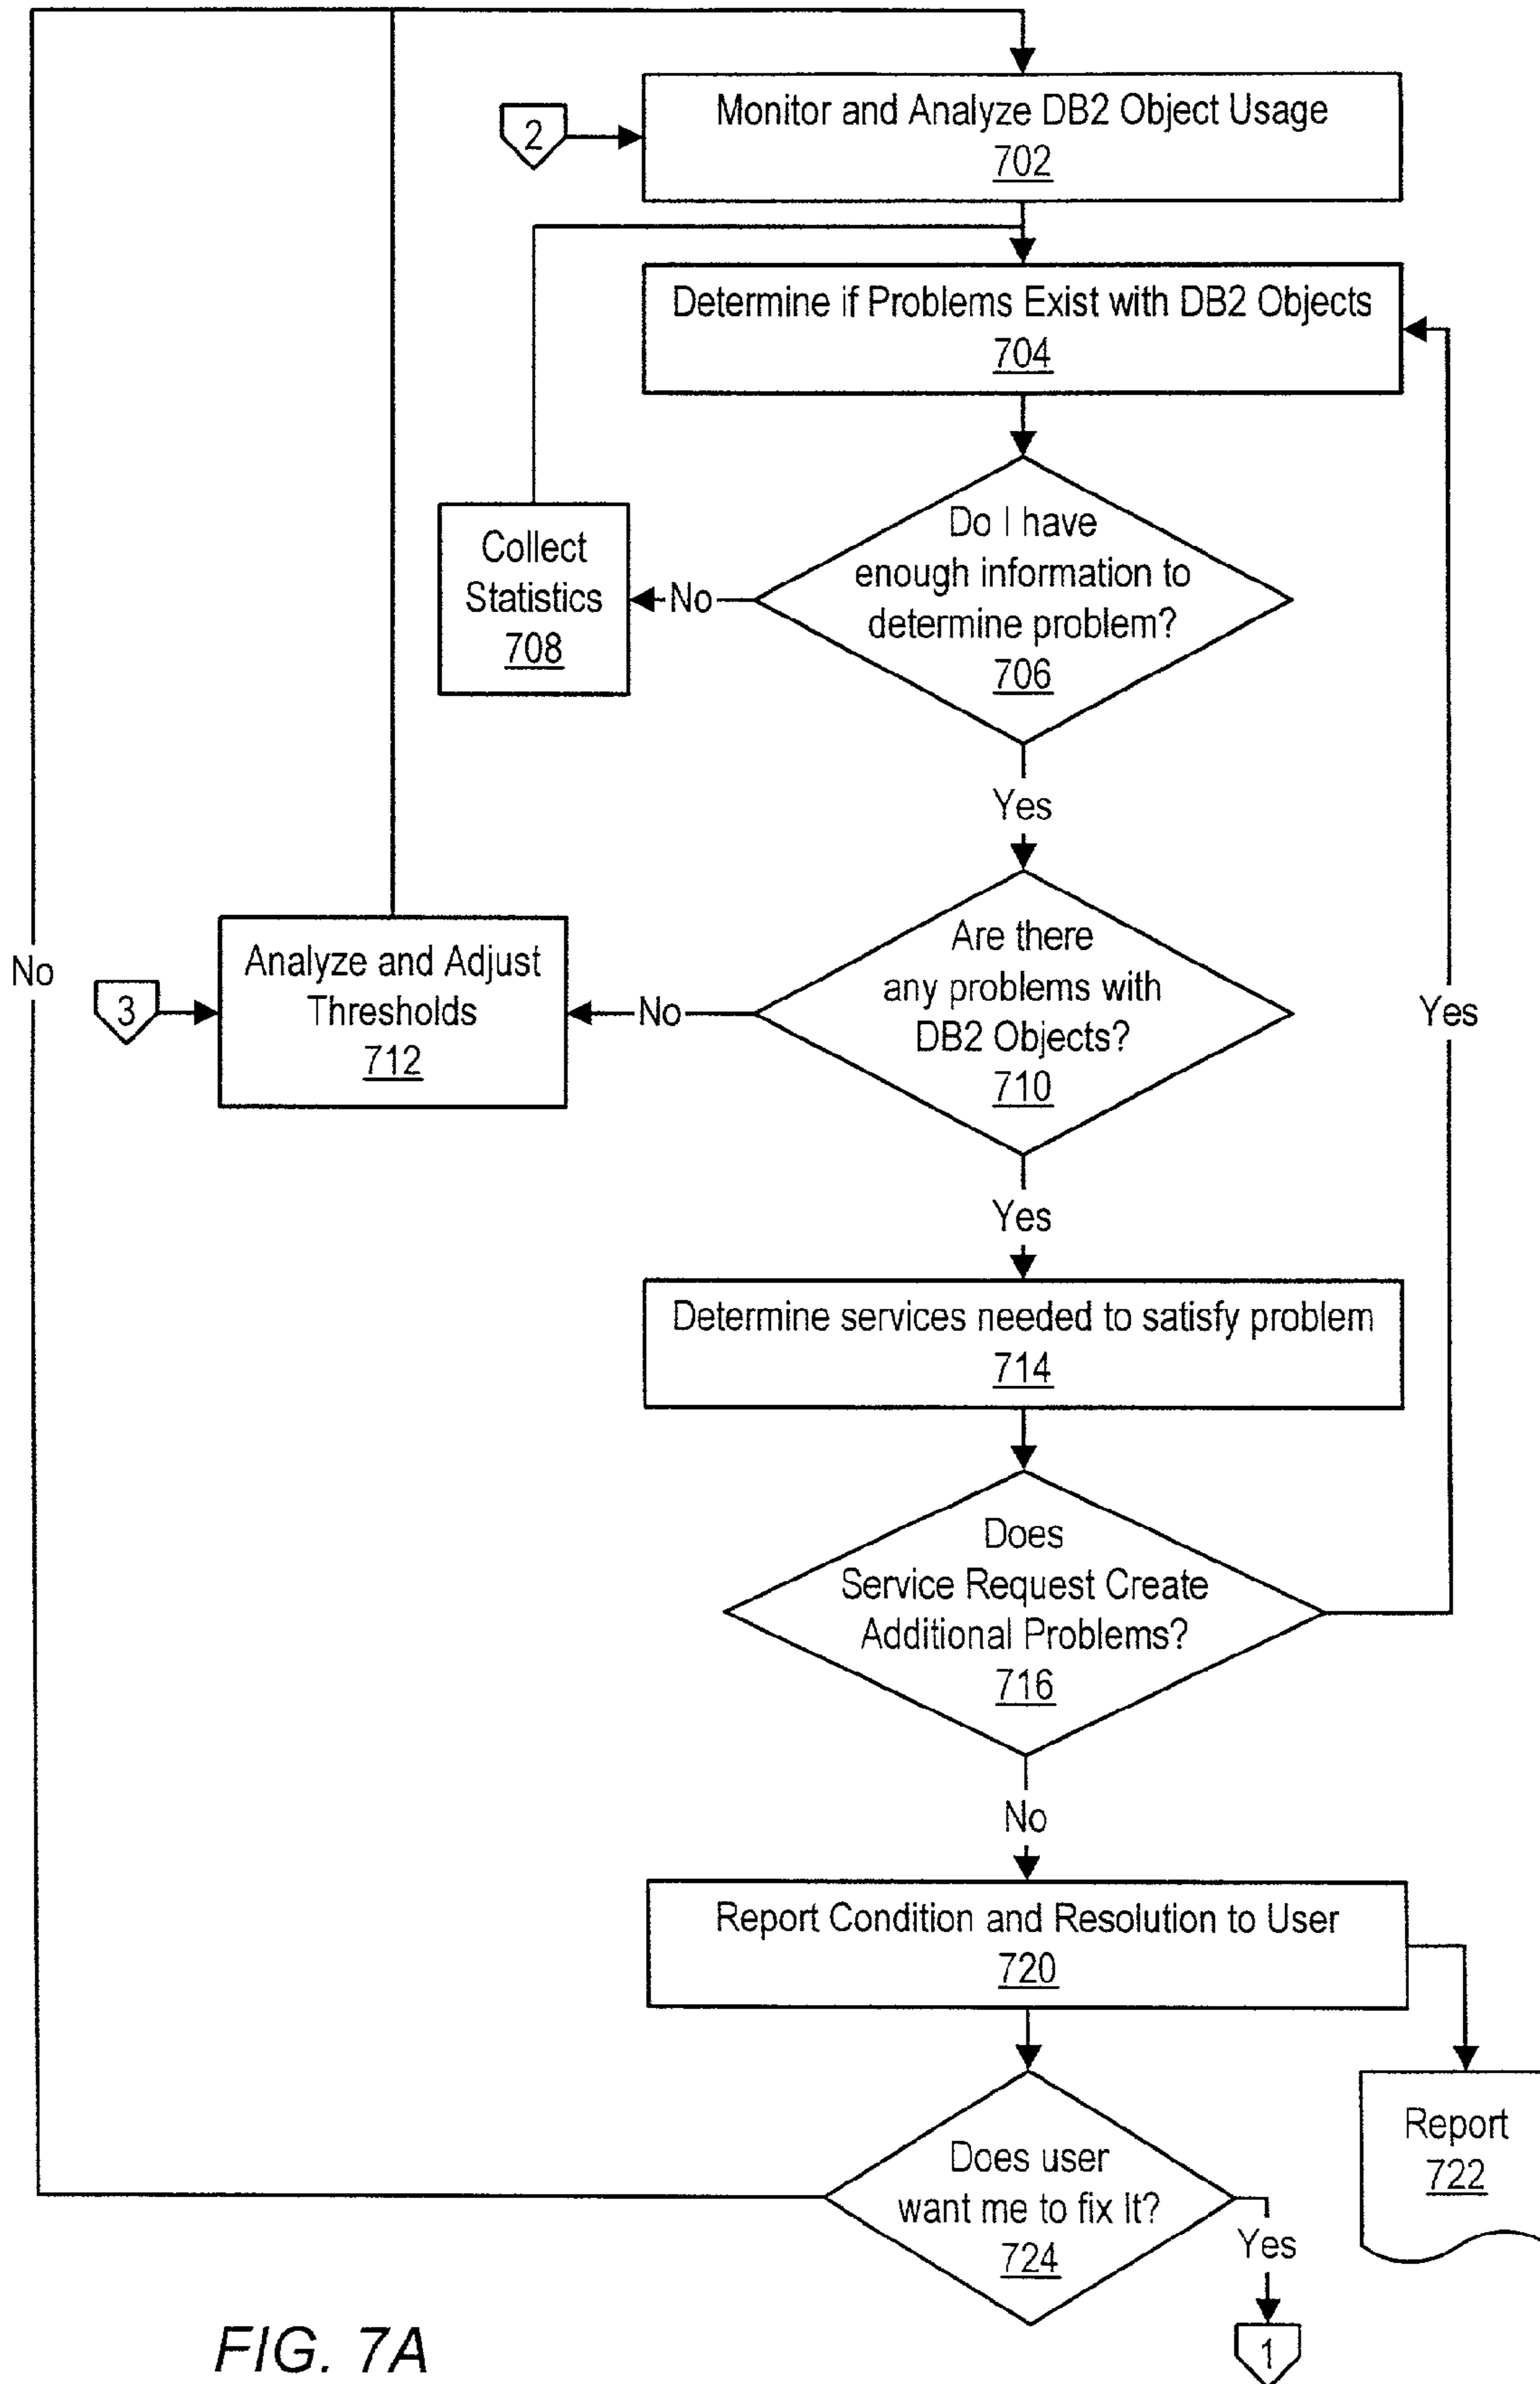 Monitor and Analyze DB2 Object Usage
702
2
Determine if Problems Exist with DB2 Objects
704
Do I have
enough information to
determine problem?
706
No
Collect
Statistics
708
Yes
Are there
any problems with
DB2 Objects?
710
No
Analyze and Adjust
Thresholds
712
3
No
Yes
Yes
Determine services needed to satisfy problem
714
Does
Service Request Create
Additional Problems?
716
No
Report Condition and Resolution to User
720
Report
722
Does user
want me to fix It?
724
Yes
1
FIG. 7A